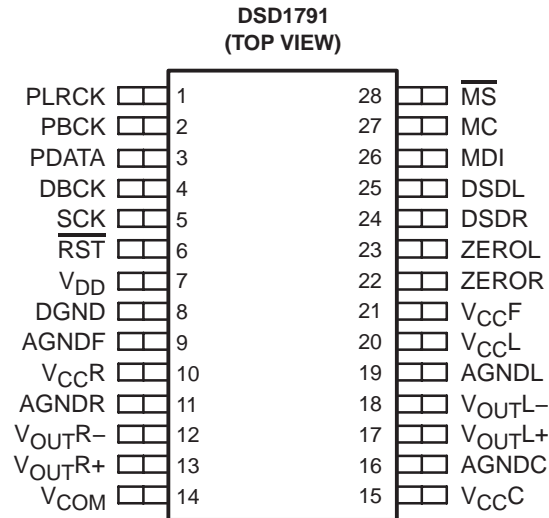 DSD1791
(TOP VIEW)
PLRCK 1 28 M̅S̅
PBCK 2 27 MC
PDATA 3 26 MDI
DBCK 4 25 DSDL
SCK 5 24 DSDR
R̅S̅T̅ 6 23 ZEROL
VDD 7 22 ZEROR
DGND 8 21 VCCF
AGNDF 9 20 VCCL
VCCR 10 19 AGNDL
AGNDR 11 18 VOUTL–
VOUTR– 12 17 VOUTL+
VOUTR+ 13 16 AGNDC
VCOM 14 15 VCCC